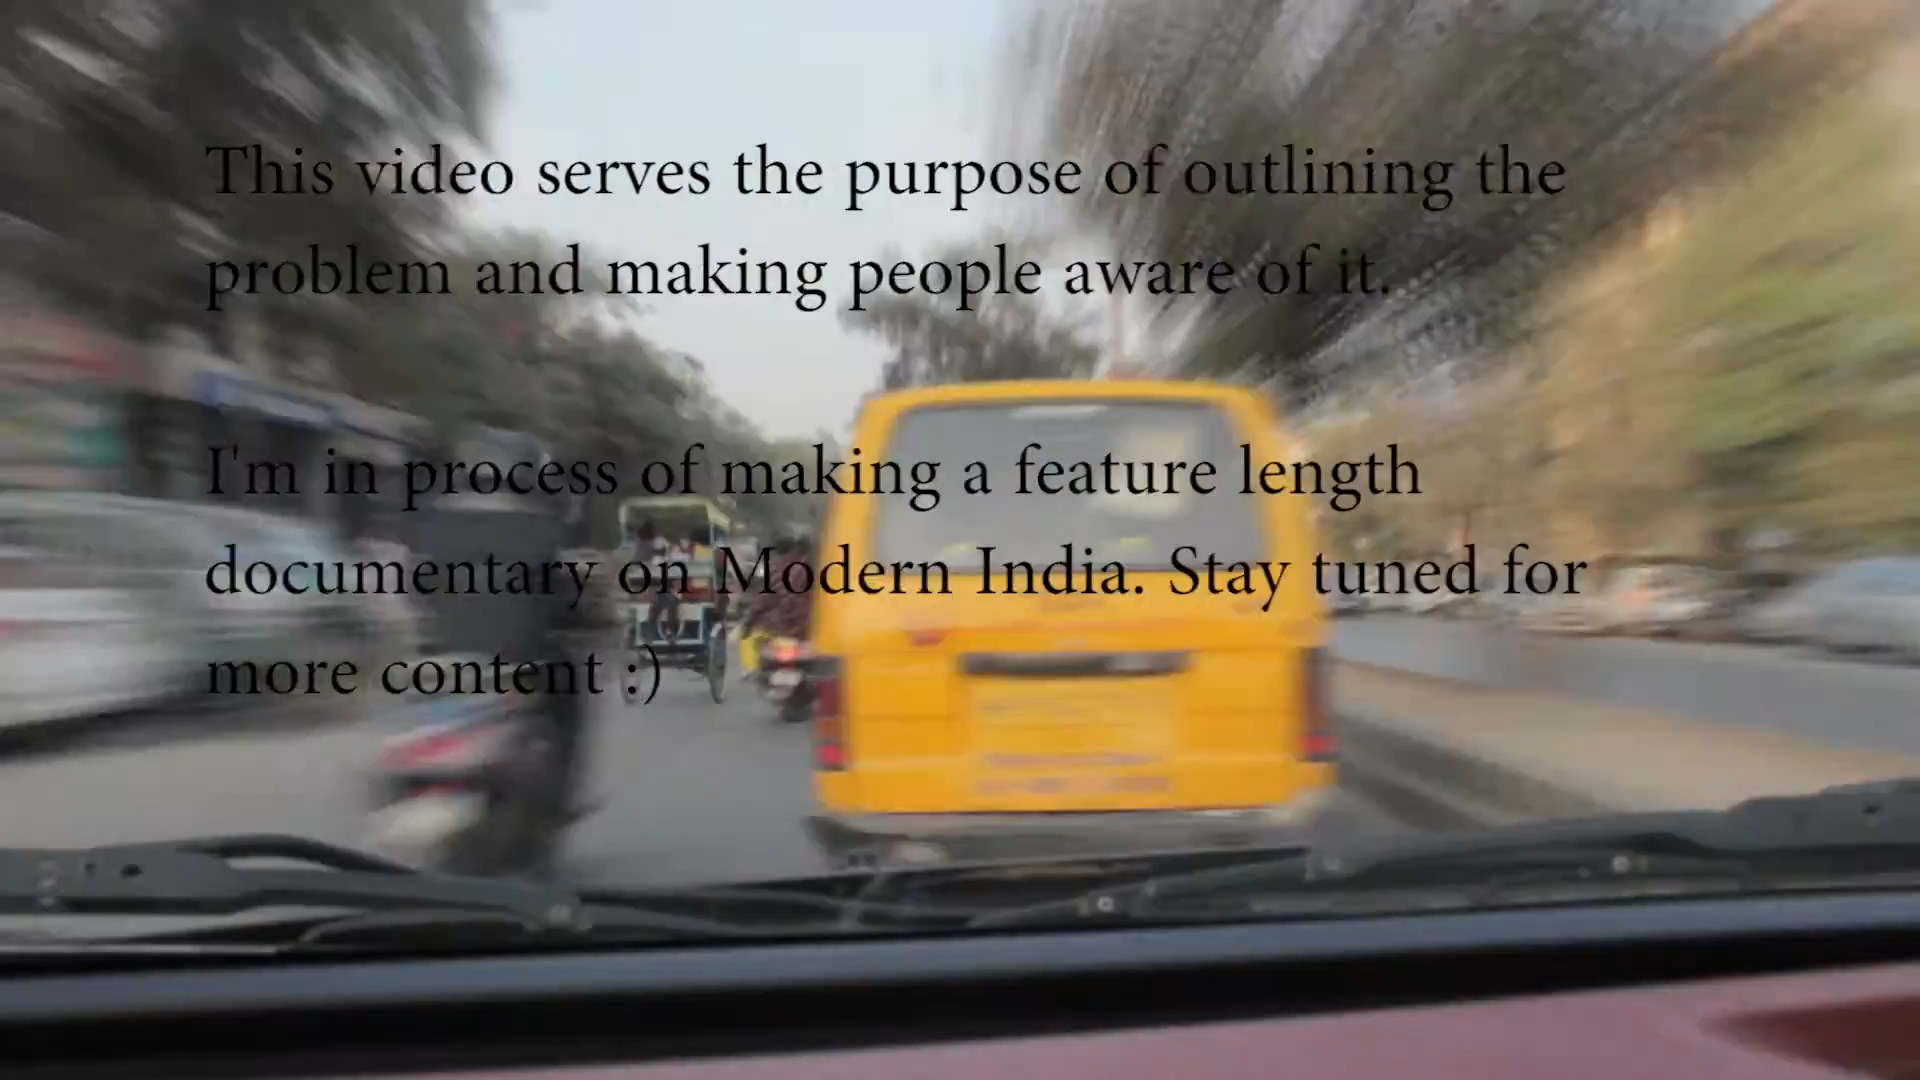 This video serves the purpose of outlining the
problem and making people aware of it.
I'm in process of making a feature length
documentary on Modern India. Stay tuned for
more content :)